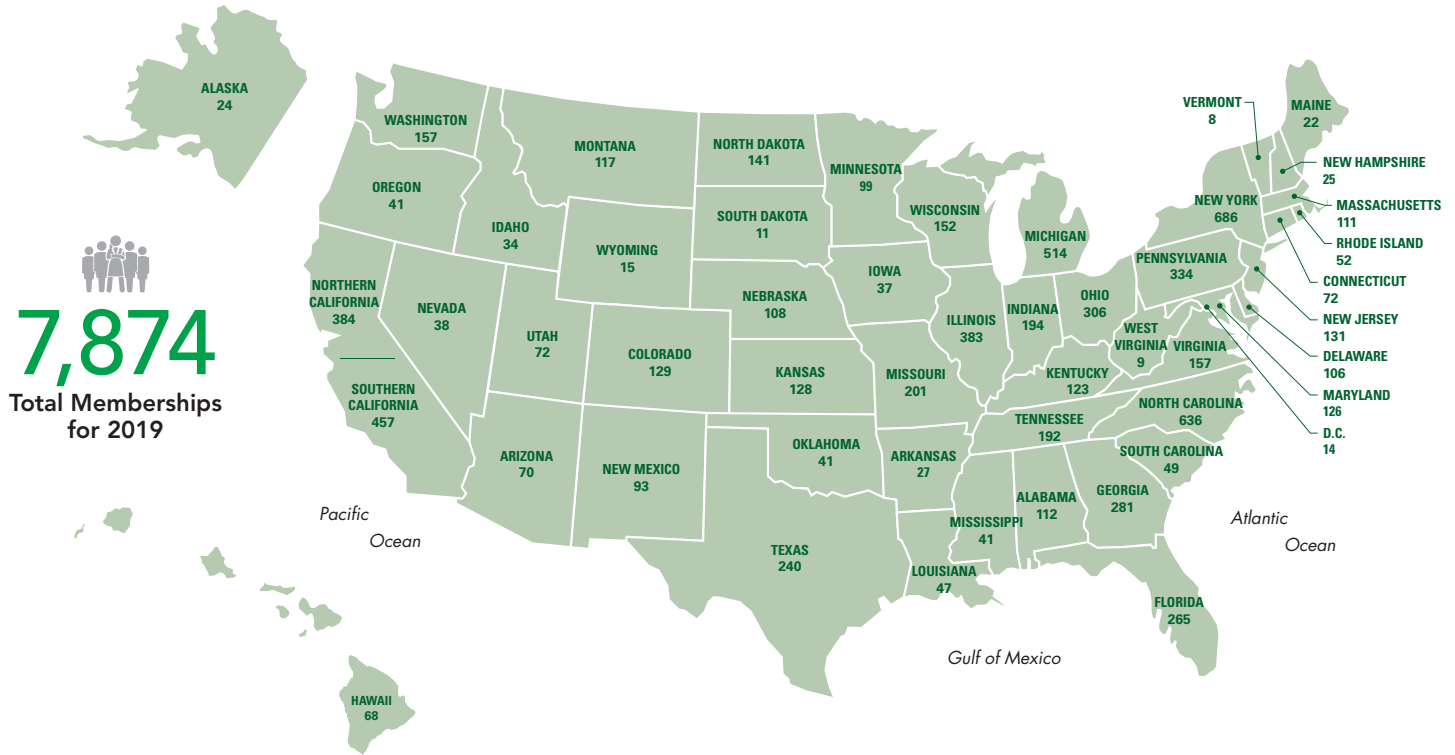 ALASKA
24
WASHINGTON
157
OREGON
41
IDAHO
34
MONTANA
117
WYOMING
15
NORTH DAKOTA
141
SOUTH DAKOTA
11
NEBRASKA
108
MINNESOTA
99
WISCONSIN
152
IOWA
37
MICHIGAN
514
VERMONT
8
MAINE
22
NEW HAMPSHIRE
25
MASSACHUSETTS
111
RHODE ISLAND
52
CONNECTICUT
72
NEW JERSEY
131
DELAWARE
106
MARYLAND
126
D.C.
14
NEW YORK
686
PENNSYLVANIA
334
7,874
Total Memberships
for 2019
NORTHERN
CALIFORNIA
384
SOUTHERN
CALIFORNIA
457
NEVADA
38
UTAH
72
COLORADO
129
KANSAS
128
MISSOURI
201
ILLINOIS
383
INDIANA
194
OHIO
306
WEST
VIRGINIA
9
VIRGINIA
157
KENTUCKY
123
NORTH CAROLINA
636
TENNESSEE
192
SOUTH CAROLINA
49
ARIZONA
70
NEW MEXICO
93
OKLAHOMA
41
ARKANSAS
27
TEXAS
240
LOUISIANA
47
MISSISSIPPI
41
ALABAMA
112
GEORGIA
281
FLORIDA
265
Pacific
Ocean
Atlantic
Ocean
Gulf of Mexico
HAWAII
68